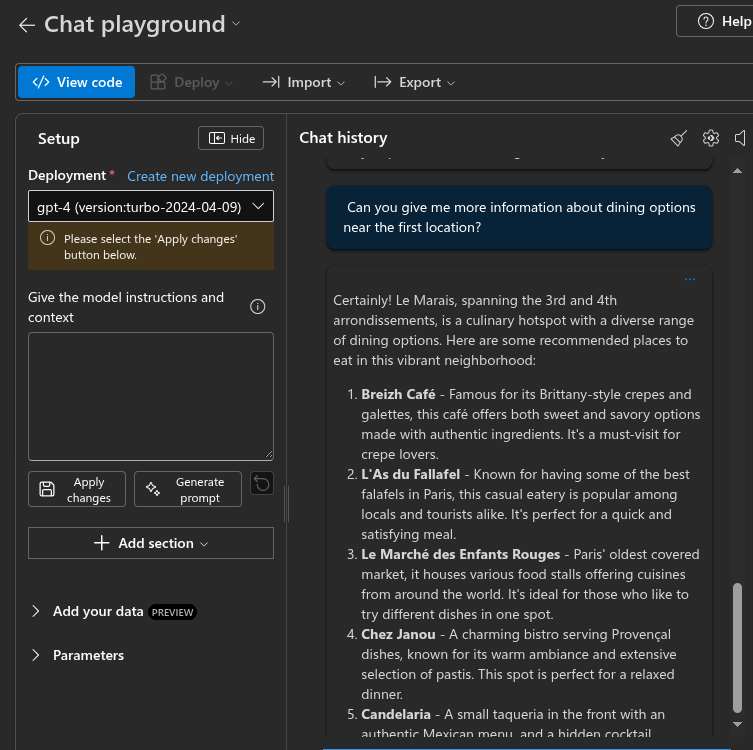 Chat playground
Help
View code
Deploy
Import
Export
Setup
Hide
Deployment *
Create new deployment
gpt-4 (version:turbo-2024-04-09)
Please select the 'Apply changes'
button below.
Give the model instructions and
context
Apply
changes
Generate
prompt
Add section
Add your data PREVIEW
Parameters
Chat history
Can you give me more information about dining options
near the first location?
...
Certainly! Le Marais, spanning the 3rd and 4th
arrondissements, is a culinary hotspot with a diverse range
of dining options. Here are some recommended places to
eat in this vibrant neighborhood:
1. Breizh Café - Famous for its Brittany-style crepes and
galettes, this café offers both sweet and savory options
made with authentic ingredients. It's a must-visit for
crepe lovers.
2. L'As du Fallafel - Known for having some of the best
falafels in Paris, this casual eatery is popular among
locals and tourists alike. It's perfect for a quick and
satisfying meal.
3. Le Marché des Enfants Rouges - Paris' oldest covered
market, it houses various food stalls offering cuisines
from around the world. It's ideal for those who like to
try different dishes in one spot.
4. Chez Janou - A charming bistro serving Provençal
dishes, known for its warm ambiance and extensive
selection of pastis. This spot is perfect for a relaxed
dinner.
5. Candelaria - A small taqueria in the front with an
authentic Mexican menu, and a hidden cocktail